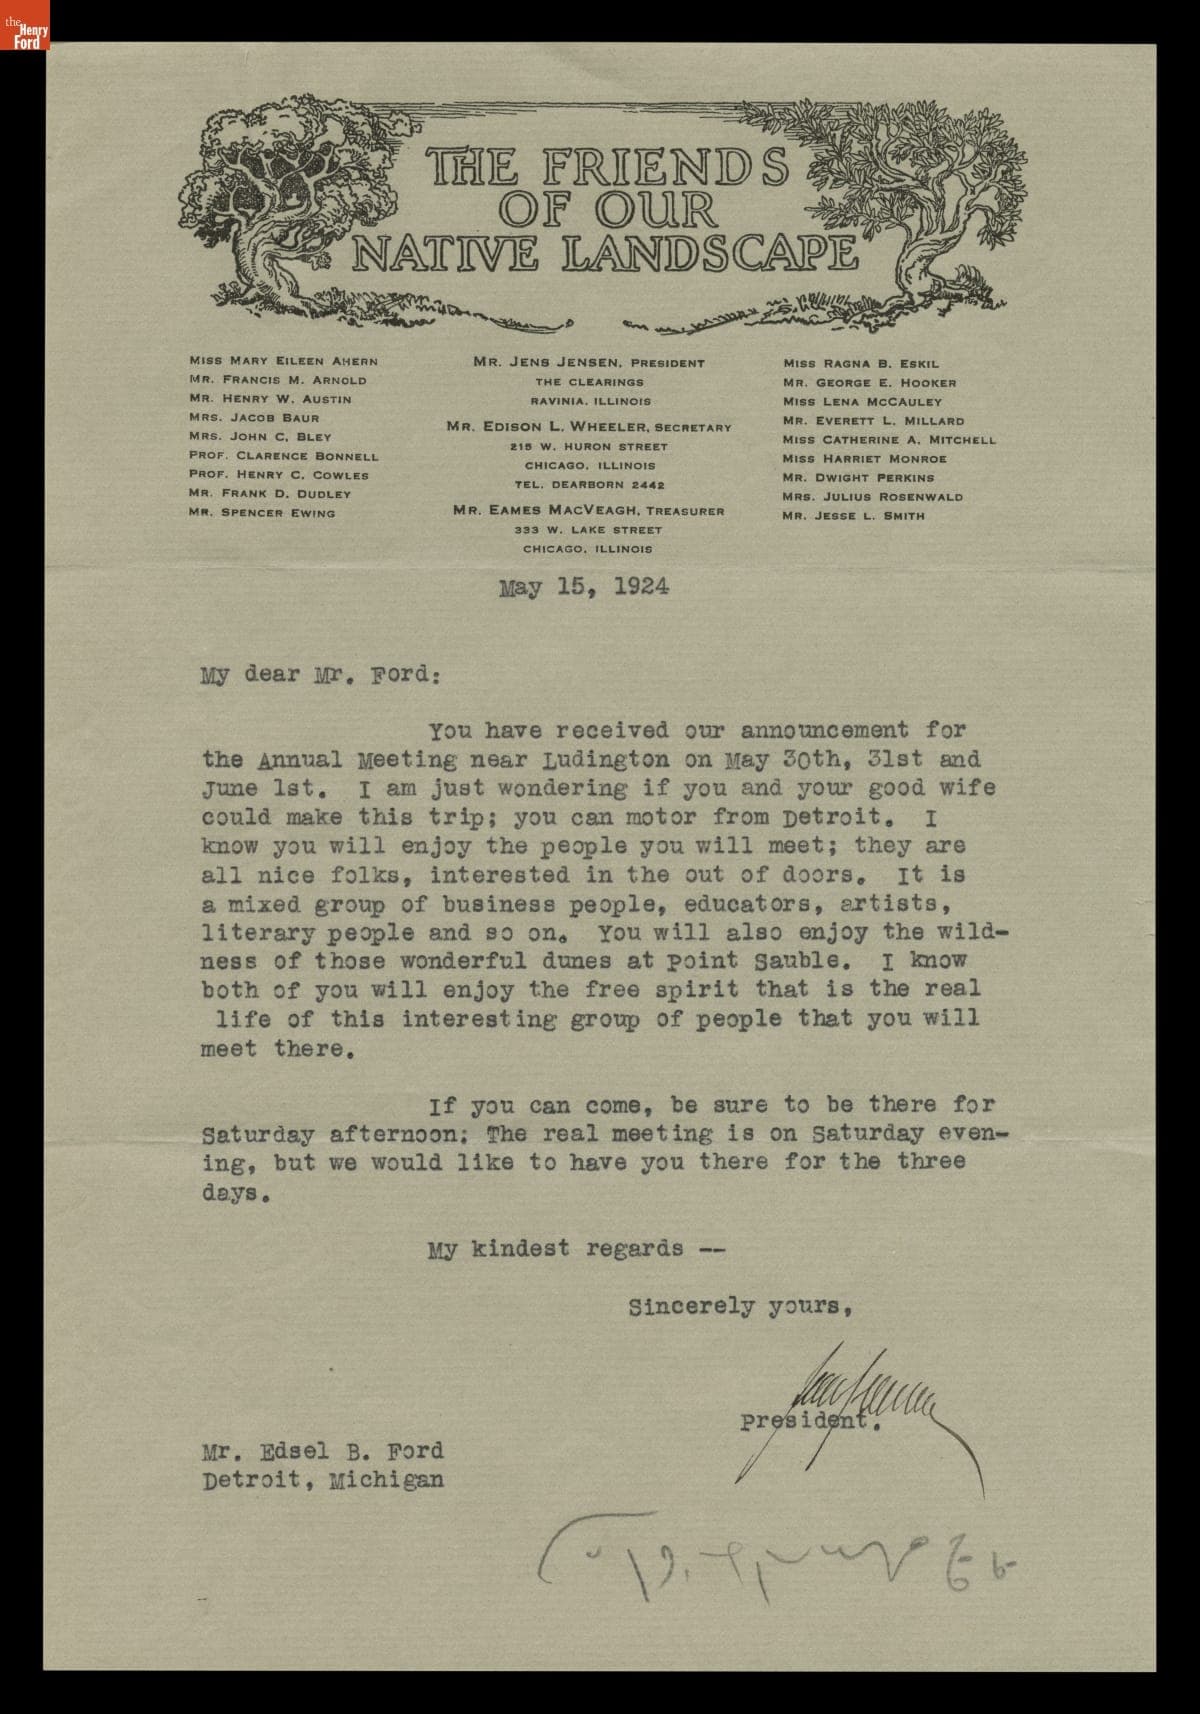 the
Henry
Ford
THE FRIENDS
OF OUR
NATIVE LANDSCAPE
MISS MARY EILEEN AHERN
MR. FRANCIS M. ARNOLD
MR. HENRY W. AUSTIN
MRS. JACOB BAUR
MRS. JOHN C. BLEY
PROF. CLARENCE BONNELL
PROF. HENRY C. COWLES
MR. FRANK D. DUDLEY
MR. SPENCER EWING
MR. JENS JENSEN, PRESIDENT
THE CLEARINGS
RAVINIA, ILLINOIS
MR. EDISON L. WHEELER, SECRETARY
215 W. HURON STREET
CHICAGO, ILLINOIS
TEL. DEARBORN 2442
MR. EAMES MACVEAGH, TREASURER
333 W. LAKE STREET
CHICAGO, ILLINOIS
MISS RAGNA B. ESKIL
MR. GEORGE E. HOOKER
MISS LENA MCCAULEY
MR. EVERETT L. MILLARD
MISS CATHERINE A. MITCHELL
MISS HARRIET MONROE
MR. DWIGHT PERKINS
MRS. JULIUS ROSENWALD
MR. JESSE L. SMITH
May 15, 1924
My dear Mr. Ford:
You have received our announcement for
the Annual Meeting near Ludington on May 30th, 31st and
June 1st. I am just wondering if you and your good wife
could make this trip; you can motor from Detroit. I
know you will enjoy the people you will meet; they are
all nice folks, interested in the out of doors. It is
a mixed group of business people, educators, artists,
literary people and so on. You will also enjoy the wild-
ness of those wonderful dunes at Point Sauble. I know
both of you will enjoy the free spirit that is the real
life of this interesting group of people that you will
meet there.
If you can come, be sure to be there for
Saturday afternoon: The real meeting is on Saturday even-
ing, but we would like to have you there for the three
days.
My kindest regards --
Sincerely yours,
Jens Jensen
President.
Mr. Edsel B. Ford
Detroit, Michigan